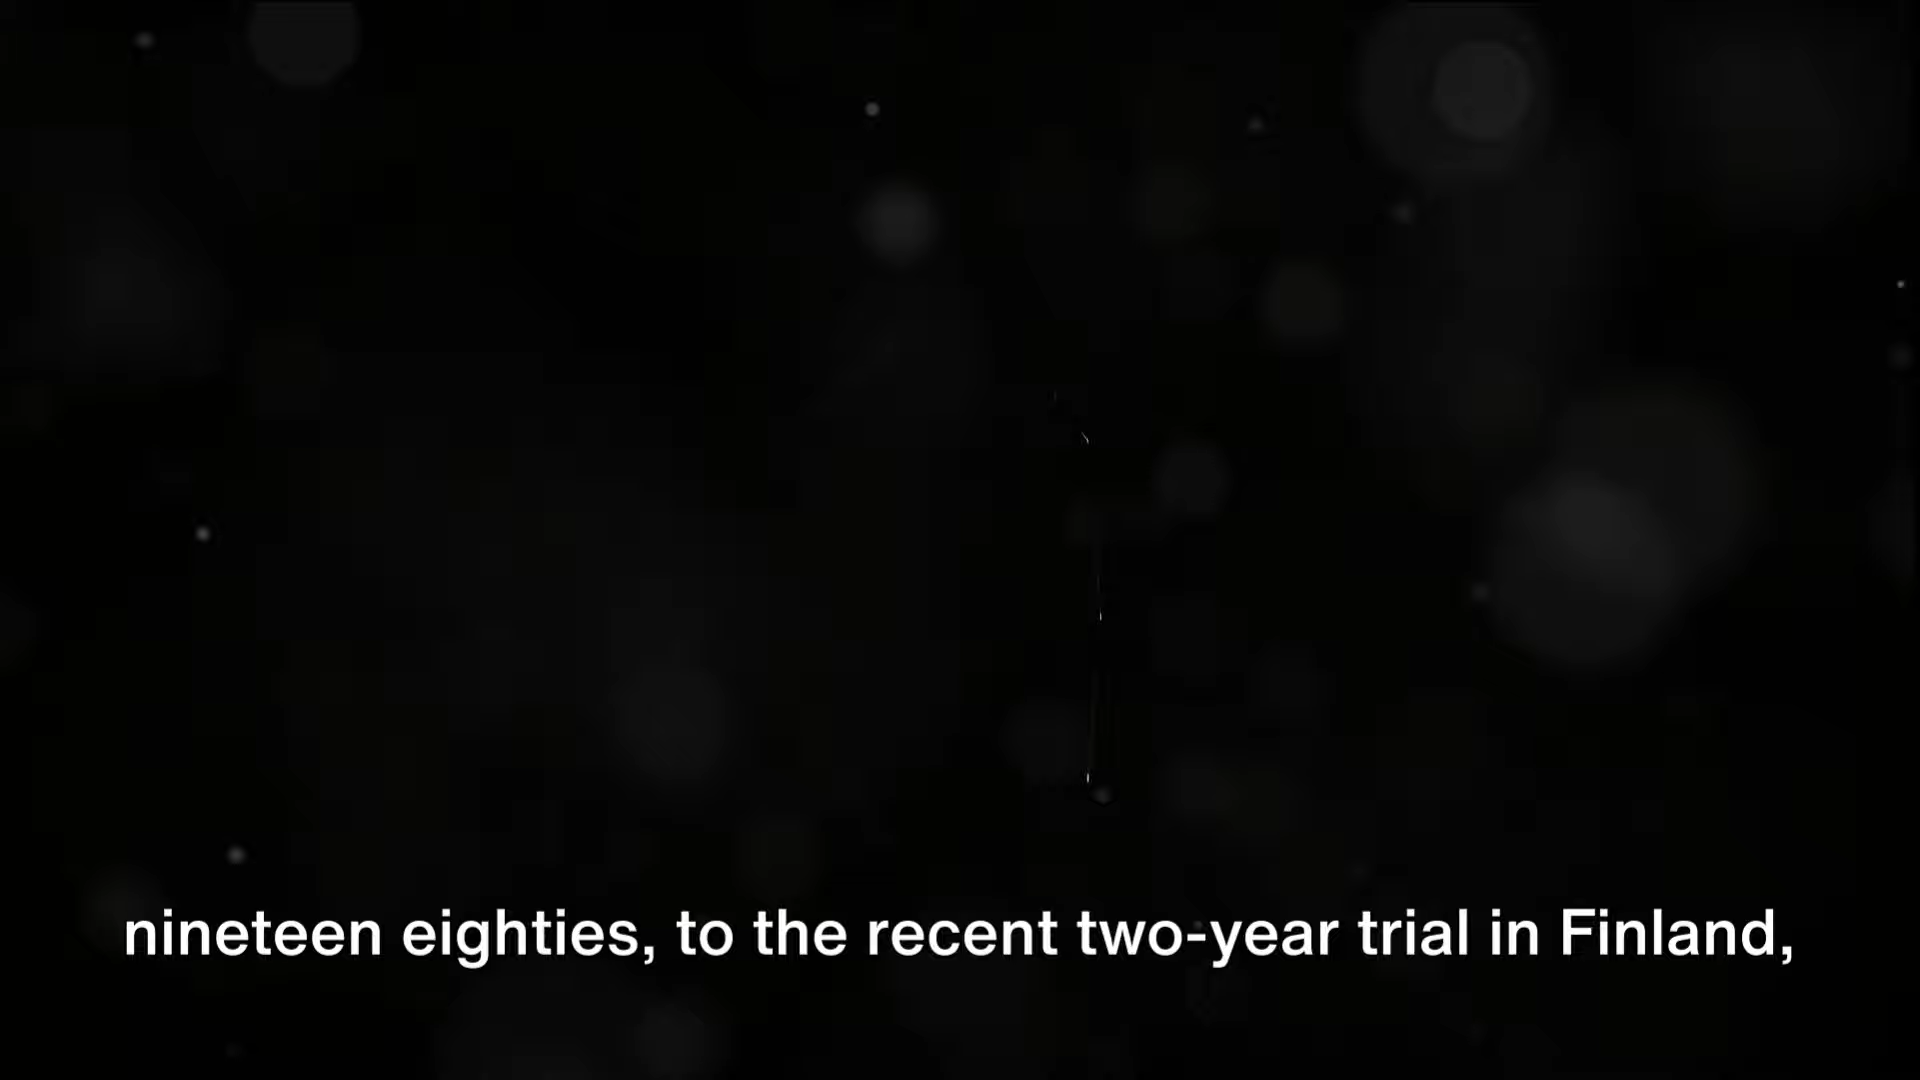 nineteen eighties, to the recent two-year trial in Finland,